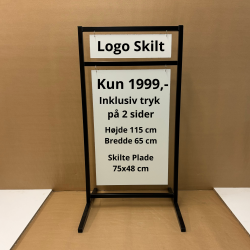 Logo Skilt
Kun 1999,-
Inklusiv tryk
på 2 sider
Højde 115 cm
Bredde 65 cm
Skilte Plade
75x48 cm